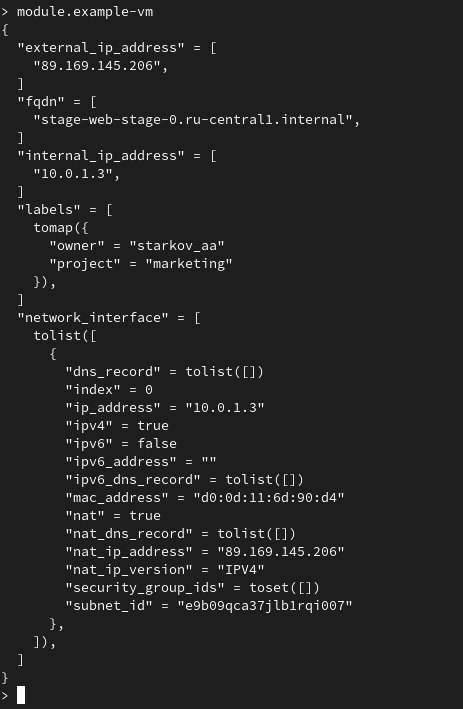 > module.example-vm
{
  "external_ip_address" = [
    "89.169.145.206",
  ]
  "fqdn" = [
    "stage-web-stage-0.ru-central1.internal",
  ]
  "internal_ip_address" = [
    "10.0.1.3",
  ]
  "labels" = [
    tomap({
      "owner" = "starkov_aa"
      "project" = "marketing"
    }),
  ]
  "network_interface" = [
    tolist([
      {
        "dns_record" = tolist([])
        "index" = 0
        "ip_address" = "10.0.1.3"
        "ipv4" = true
        "ipv6" = false
        "ipv6_address" = ""
        "ipv6_dns_record" = tolist([])
        "mac_address" = "d0:0d:11:6d:90:d4"
        "nat" = true
        "nat_dns_record" = tolist([])
        "nat_ip_address" = "89.169.145.206"
        "nat_ip_version" = "IPV4"
        "security_group_ids" = toset([])
        "subnet_id" = "e9b09qca37jlb1rqi007"
      },
    ]),
  ]
}
>